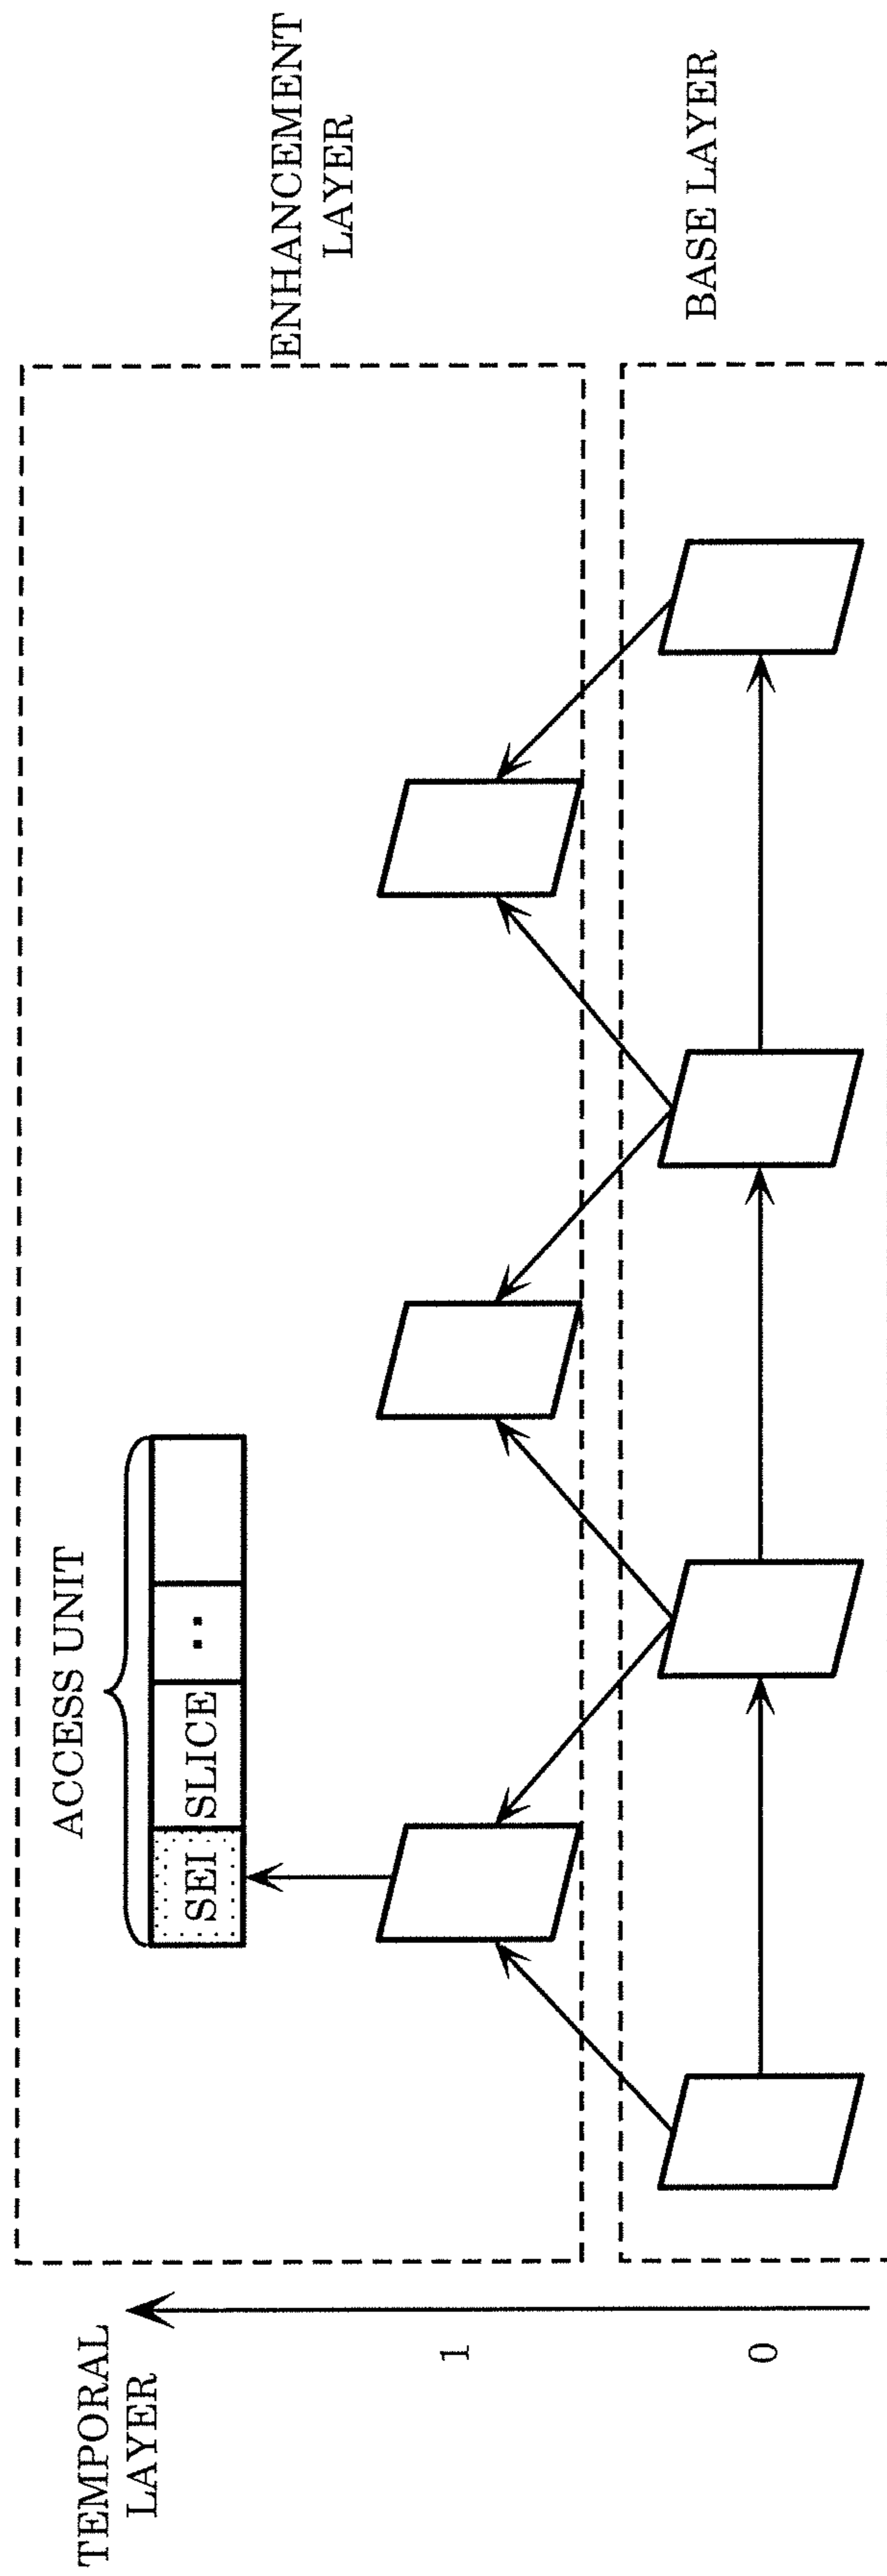 TEMPORAL
LAYER
1
0
ACCESS UNIT
SEI
SLICE
..
ENHANCEMENT
LAYER
BASE LAYER